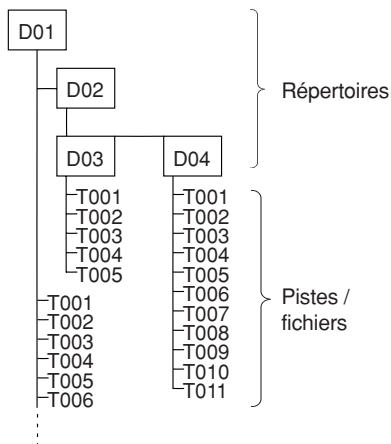 D01
D02
Répertoires
D03
D04
T001
T002
T003
T004
T005
T001
T002
T003
T004
T005
T006
T007
T008
T009
T010
T011
T001
T002
T003
T004
T005
T006
Pistes /
fichiers